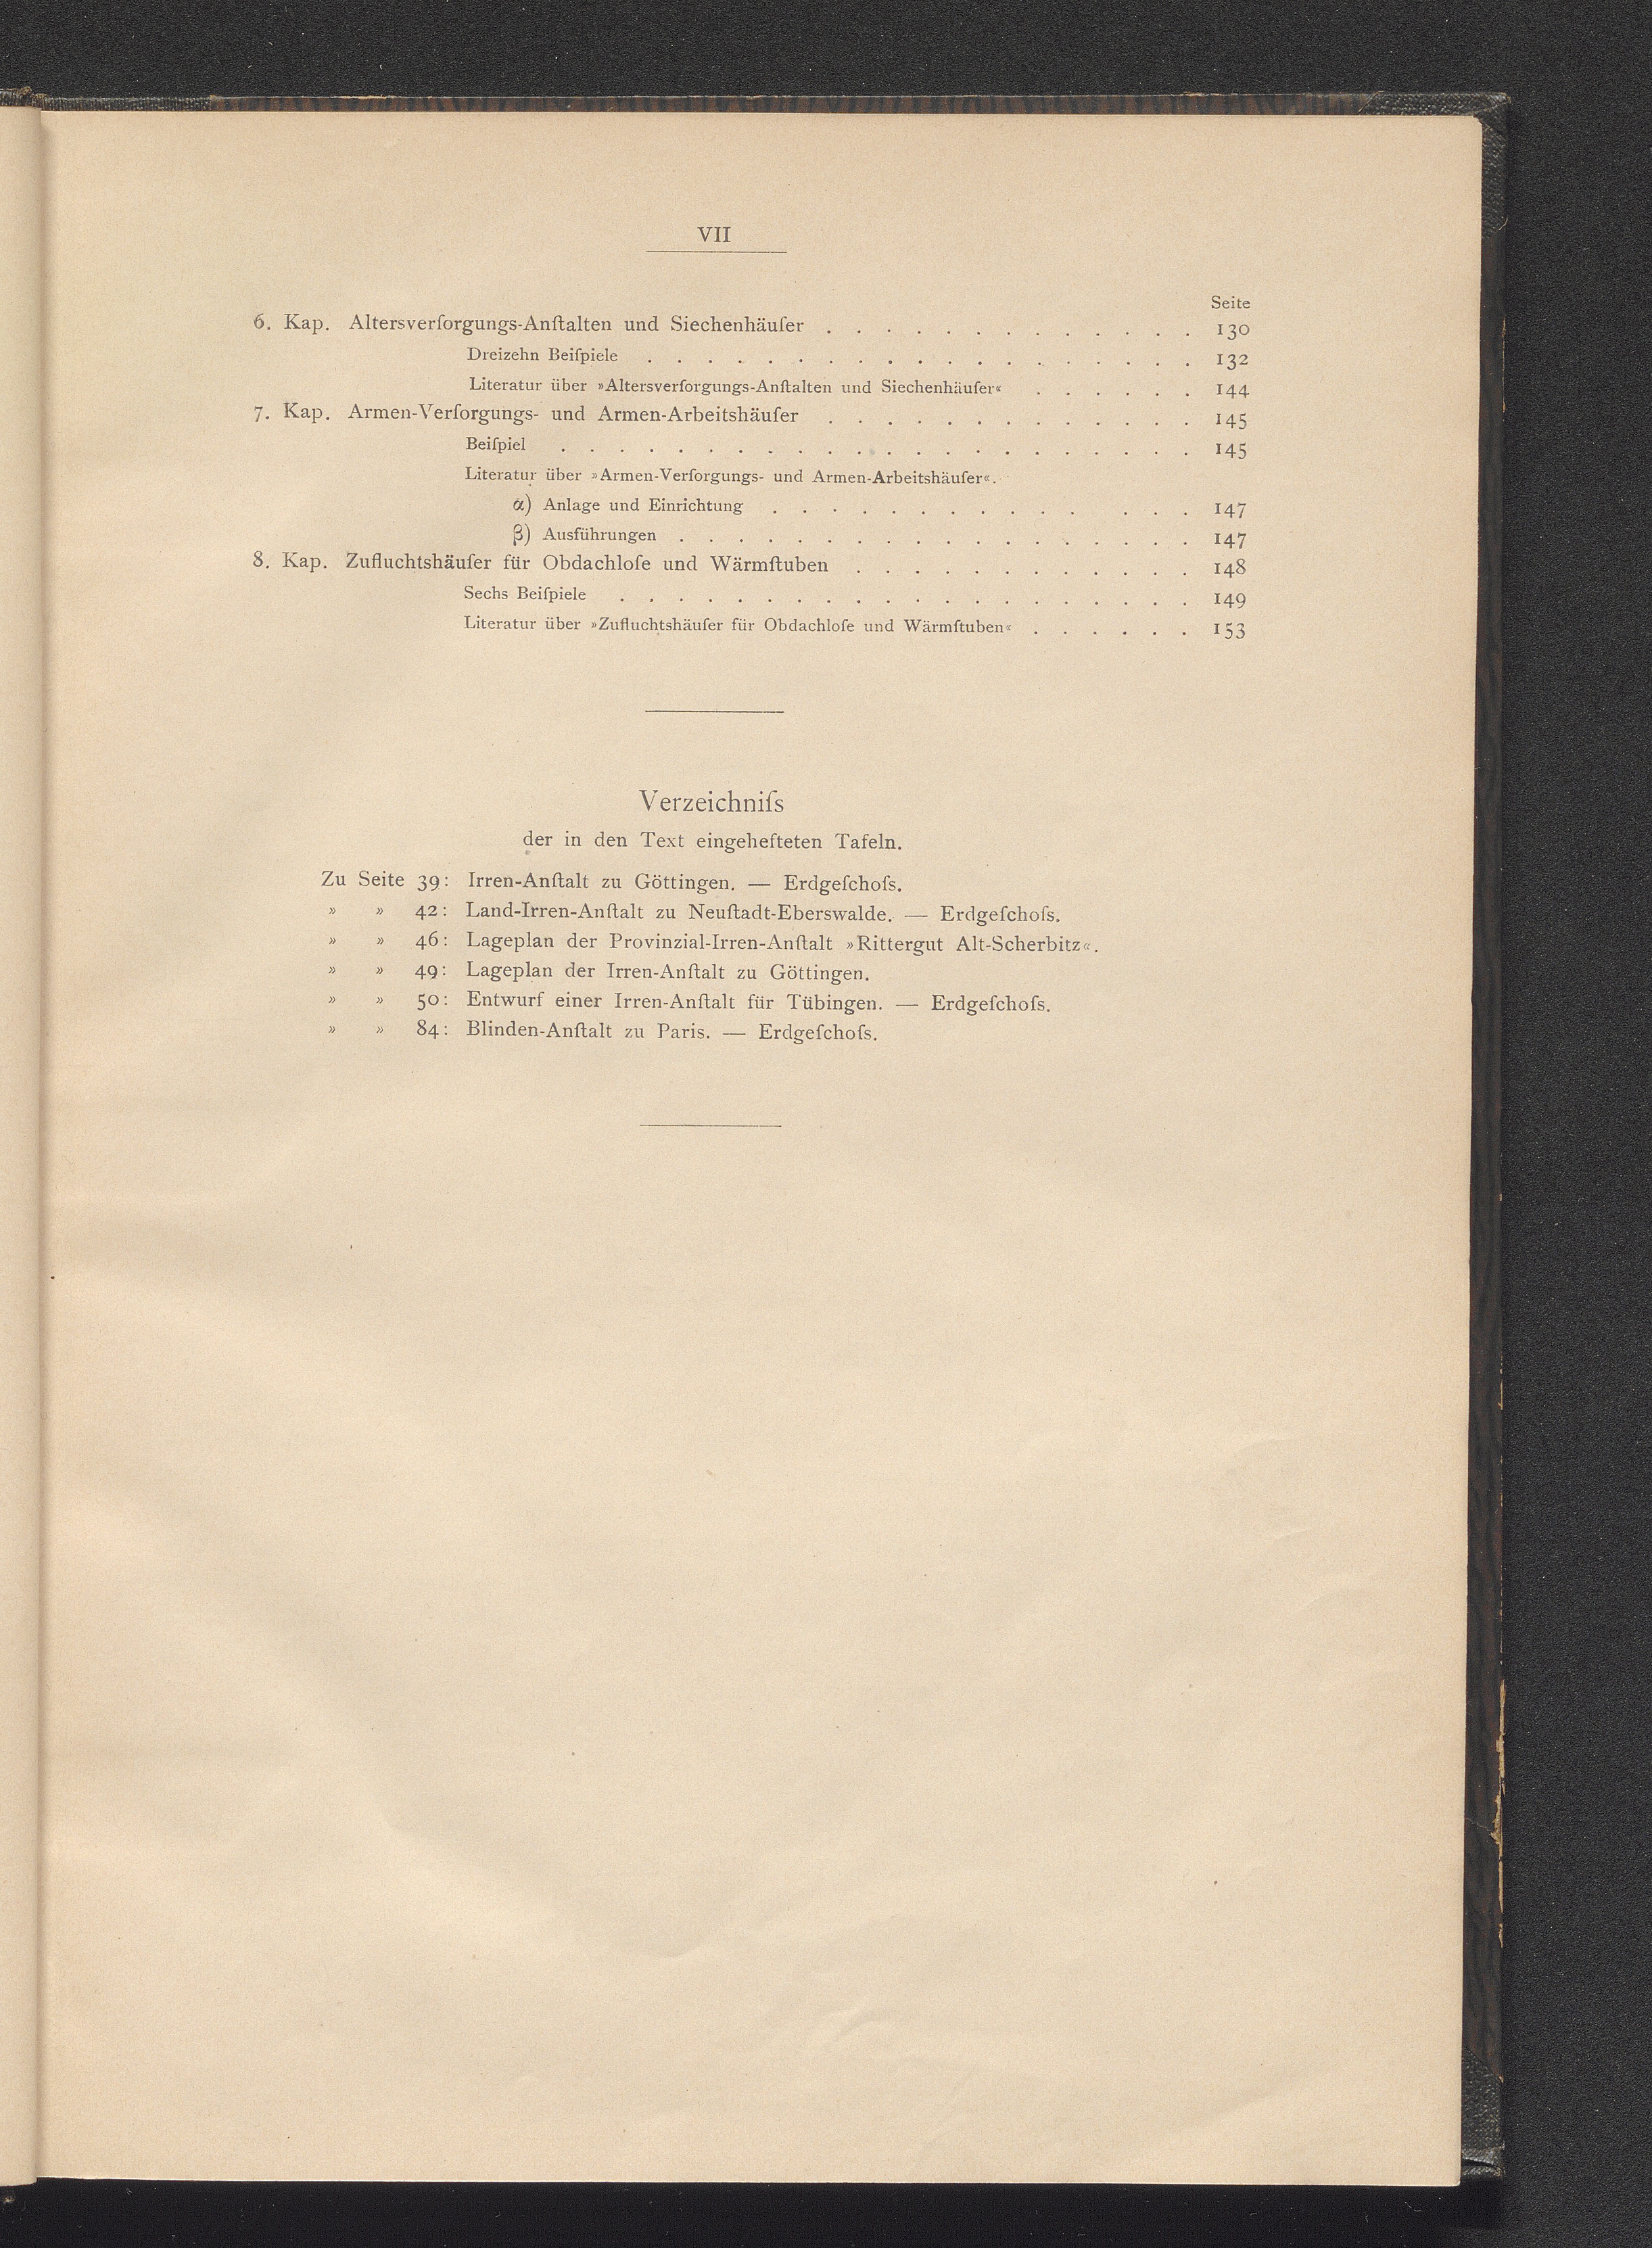 VII
Seite
6. Kap. Altersverſorgungs-Anſtalten und Siechenhäuſer . . . . . . . . . . . . . 130
Dreizehn Beiſpiele . . . . . . . . . . . . . . . . . . . 132
Literatur über »Altersverſorgungs-Anſtalten und Siechenhäuſer« . . . . . . 144
7. Kap. Armen-Verſorgungs- und Armen-Arbeitshäuſer . . . . . . . . . . . . . 145
Beiſpiel . . . . . . . . . . . . . . . . . . . . . . 145
Literatur über »Armen-Verſorgungs- und Armen-Arbeitshäuſer«.
α) Anlage und Einrichtung . . . . . . . . . . . . . . 147
β) Ausführungen . . . . . . . . . . . . . . . . . . 147
8. Kap. Zufluchtshäuſer für Obdachloſe und Wärmſtuben . . . . . . . . . . . . 148
Sechs Beiſpiele . . . . . . . . . . . . . . . . . . . . 149
Literatur über »Zufluchtshäuſer für Obdachloſe und Wärmſtuben« . . . . . . 153
Verzeichniſs
der in den Text eingehefteten Tafeln.
Zu Seite 39: Irren-Anſtalt zu Göttingen. — Erdgeſchoſs.
» » 42: Land-Irren-Anſtalt zu Neuſtadt-Eberswalde. — Erdgeſchoſs.
» » 46: Lageplan der Provinzial-Irren-Anſtalt »Rittergut Alt-Scherbitz«.
» » 49: Lageplan der Irren-Anſtalt zu Göttingen.
» » 50: Entwurf einer Irren-Anſtalt für Tübingen. — Erdgeſchoſs.
» » 84: Blinden-Anſtalt zu Paris. — Erdgeſchoſs.